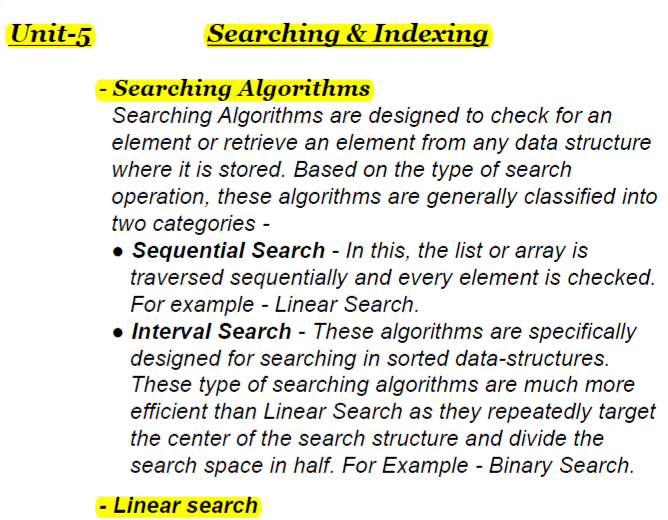 Unit-5 Searching & Indexing
- Searching Algorithms
Searching Algorithms are designed to check for an
element or retrieve an element from any data structure
where it is stored. Based on the type of search
operation, these algorithms are generally classified into
two categories -
● Sequential Search - In this, the list or array is
traversed sequentially and every element is checked.
For example - Linear Search.
● Interval Search - These algorithms are specifically
designed for searching in sorted data-structures.
These type of searching algorithms are much more
efficient than Linear Search as they repeatedly target
the center of the search structure and divide the
search space in half. For Example - Binary Search.
- Linear search